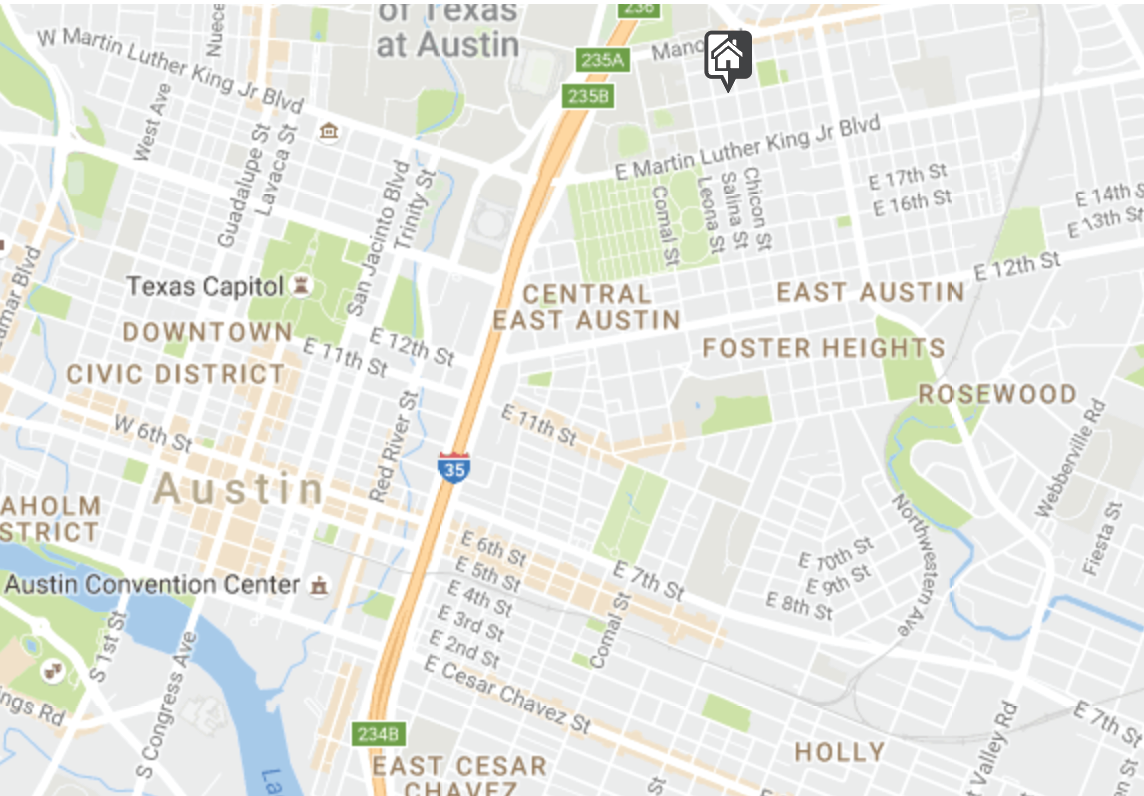 236
of Texas
at Austin
Nuece
W Martin Luther King Jr Blvd
235A
Mano
235B
West Ave
Guadalupe St
Lavaca St
San Jacinto Blvd
Trinity St
E Martin Luther King Jr Blvd
Comal St
Leona St
Salina St
Chicon St
E 17th St
E 16th St
E 14th S
E 13th St
E 12th St
amar Blvd
Texas Capitol
CENTRAL
EAST AUSTIN
EAST AUSTIN
DOWNTOWN
E 12th St
E 11th St
FOSTER HEIGHTS
CIVIC DISTRICT
ROSEWOOD
W 6th St
Red River St
E 11th St
35
Austin
Webberville Rd
AHOLM
STRICT
Northwestern Ave
Fiesta St
E 6th St
E 5th St
E 4th St
E 3rd St
E 2nd St
E Cesar Chavez St
E 7th St
E 10th St
E 9th St
E 8th St
Austin Convention Center
Comal St
S 1st St
S Congress Ave
ings Rd
234B
E 7th St
t Valley Rd
HOLLY
EAST CESAR
CHAVEZ
La
St
on St